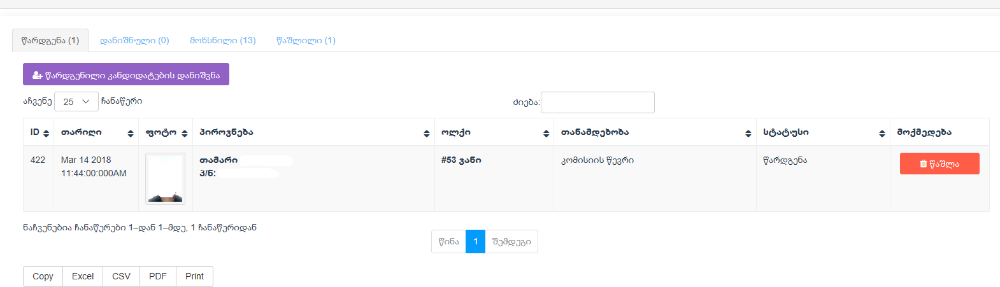 წარდგენა (1) დანიშნული (0) მოხსნილი (13) წაშლილი (1)
წარდგენილი კანდიდატების დანიშვნა
აჩვენე 25 ჩანაწერი ძიება:
ID თარიღი ფოტო პიროვნება ოლქი თანამდებობა სტატუსი მოქმედება
422 Mar 14 2018 თამარი #53 ვანი კომისიის წევრი წარდგენა წაშლა
11:44:00:000AM პ/ნ:
ნაჩვენებია ჩანაწერები 1–დან 1–მდე, 1 ჩანაწერიდან
წინა 1 შემდეგი
Copy Excel CSV PDF Print